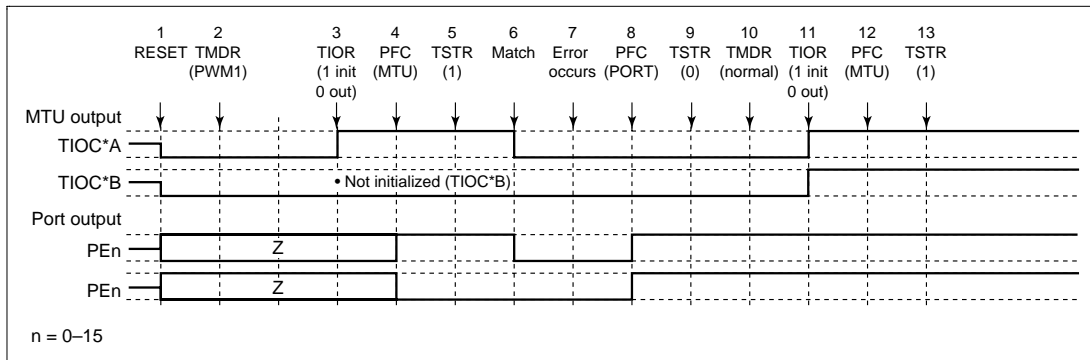 1 2 3 4 5 6 7 8 9 10 11 12 13
RESET TMDR TIOR PFC TSTR Match Error PFC TSTR TMDR TIOR PFC TSTR
(PWM1) (1 init (MTU) (1) occurs (PORT) (0) (normal) (1 init (MTU) (1)
0 out) 0 out)
MTU output
TIOC*A
TIOC*B
• Not initialized (TIOC*B)
Port output
PEn
Z
PEn
Z
n = 0–15